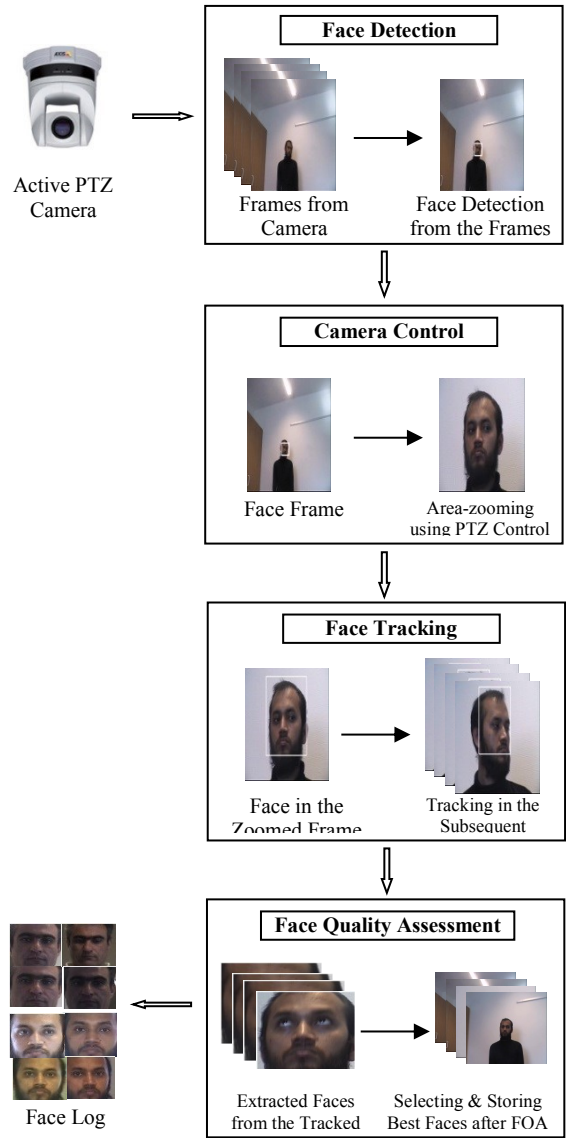 Face Detection
AXIS
Active PTZ
Camera
Frames from
Camera
Face Detection
from the Frames
Camera Control
Face Frame
Area-zooming
using PTZ Control
Face Tracking
Face in the
Zoomed Frame
Tracking in the
Subsequent
Face Quality Assessment
Extracted Faces
from the Tracked
Selecting & Storing
Best Faces after FQA
Face Log